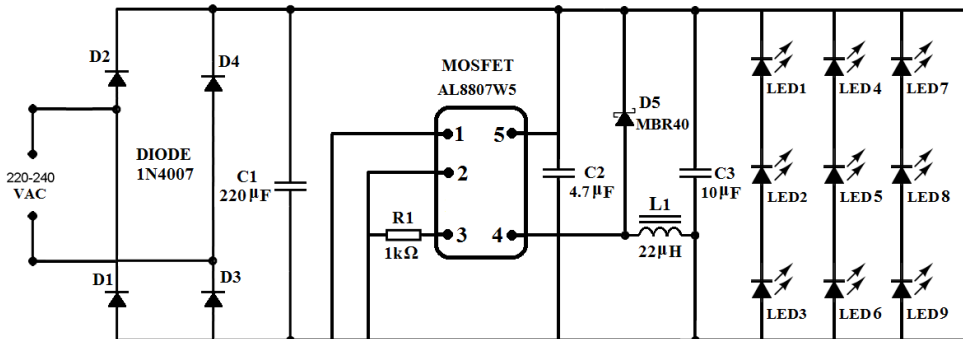 D2
D4
MOSFET
AL8807W5
D5
MBR40
LED1
LED4
LED7
1
5
DIODE
1N4007
220-240
VAC
C1
220μF
2
C2
4.7μF
C3
10μF
LED2
LED5
LED8
L1
R1
3
4
1kΩ
22μH
D1
D3
LED3
LED6
LED9